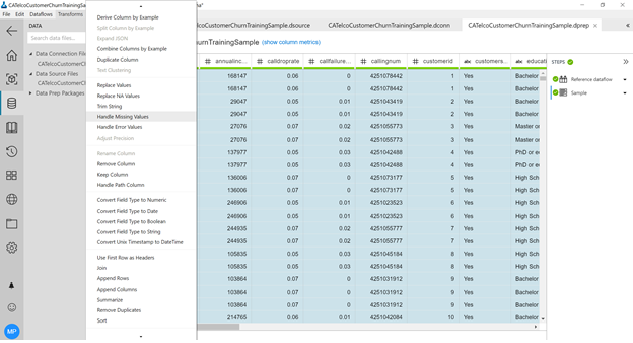 CATelcoCustomerChurnTrainingSample*
File Edit Dataflows Transforms
CATelcoCustomerChurnTrainingSample.dsource
CATelcoCustomerChurnTrainingSample.dconn
CATelcoCustomerChurnTrainingSample.dprep
DATA
Search data files...
Data Connection Fil
CATelcoCustomerCh
Data Source Files
CATelcoCustomerCh
Data Prep Packages
Derive Column by Example
Split Column by Example
Expand JSON
Combine Columns by Example
Duplicate Column
Text Clustering
Replace Values
Replace NA Values
Trim String
Handle Missing Values
Handle Error Values
Adjust Precision
Rename Column
Remove Column
Keep Column
Handle Path Column
Convert Field Type to Numeric
Convert Field Type to Date
Convert Field Type to Boolean
Convert Field Type to String
Convert Unix Timestamp to DateTime
Use First Row as Headers
Join
Append Rows
Append Columns
Summarize
Remove Duplicates
Sort
hurnTrainingSample (show column metrics)
# annualinc... # calldroprate # callfailure... # callingnum # customerid abc customers... abc educati
168147 0.06 0 4251078442 1 Yes Bachelor
168147 0.06 0 4251078442 1 Yes Bachelor
29047 0.05 0.01 4251043419 2 Yes Bachelor
29047 0.05 0.01 4251043419 2 Yes Bachelor
27076 0.07 0.02 4251055773 3 Yes Master or
27076 0.07 0.02 4251055773 3 Yes Master or
137977 0.05 0.03 4251042488 4 Yes PhD or e
137977 0.05 0.03 4251042488 4 Yes PhD or e
136006 0.07 0 4251073177 5 Yes High Sch
136006 0.07 0 4251073177 5 Yes High Sch
246906 0.05 0.01 4251023523 6 Yes High Sch
246906 0.05 0.01 4251023523 6 Yes High Sch
244935 0.07 0.02 4251055777 7 Yes High Sch
244935 0.07 0.02 4251055777 7 Yes High Sch
105835 0.05 0.03 4251045184 8 Yes High Sch
105835 0.05 0.03 4251045184 8 Yes High Sch
103864 0.07 0 4251031912 9 Yes Bachelor
103864 0.07 0 4251031912 9 Yes Bachelor
103864 0.07 0 4251031912 9 Yes Bachelor
214765 0.06 0.01 4251042084 10 Yes Bachelor
STEPS
Reference dataflow
Sample
MP